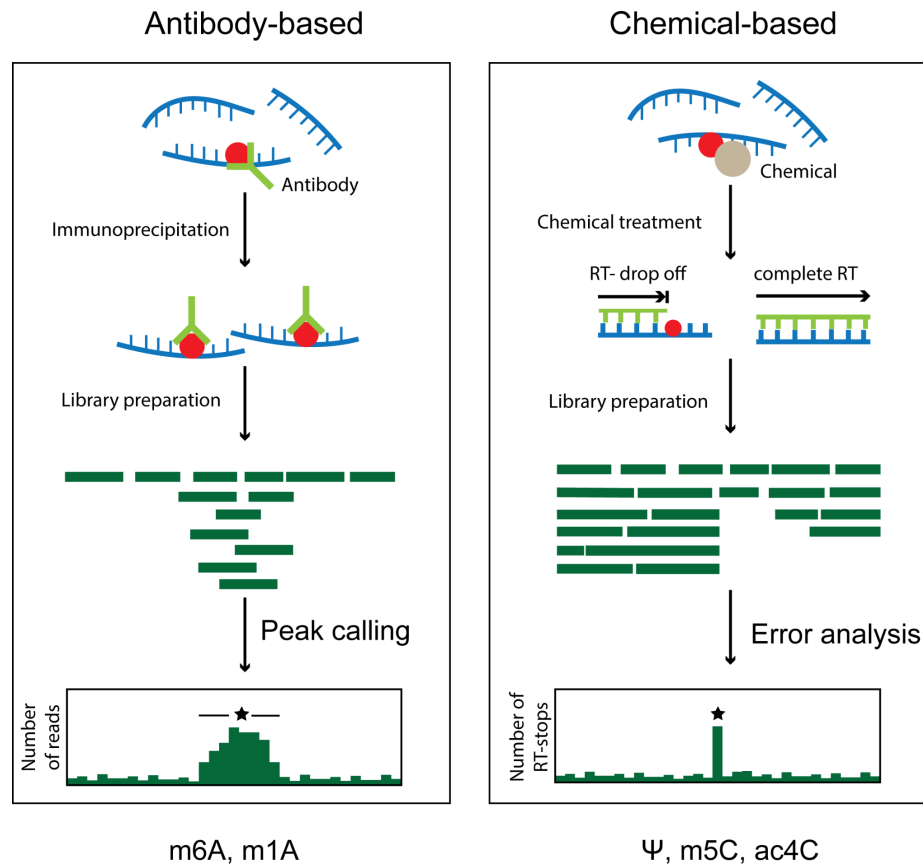 Antibody-based
Antibody
Immunoprecipitation
Library preparation
Peak calling
Number
of reads
m6A, m1A
Chemical-based
Chemical
Chemical treatment
RT- drop off
complete RT
Library preparation
Error analysis
Number of
RT-stops
Ψ, m5C, ac4C